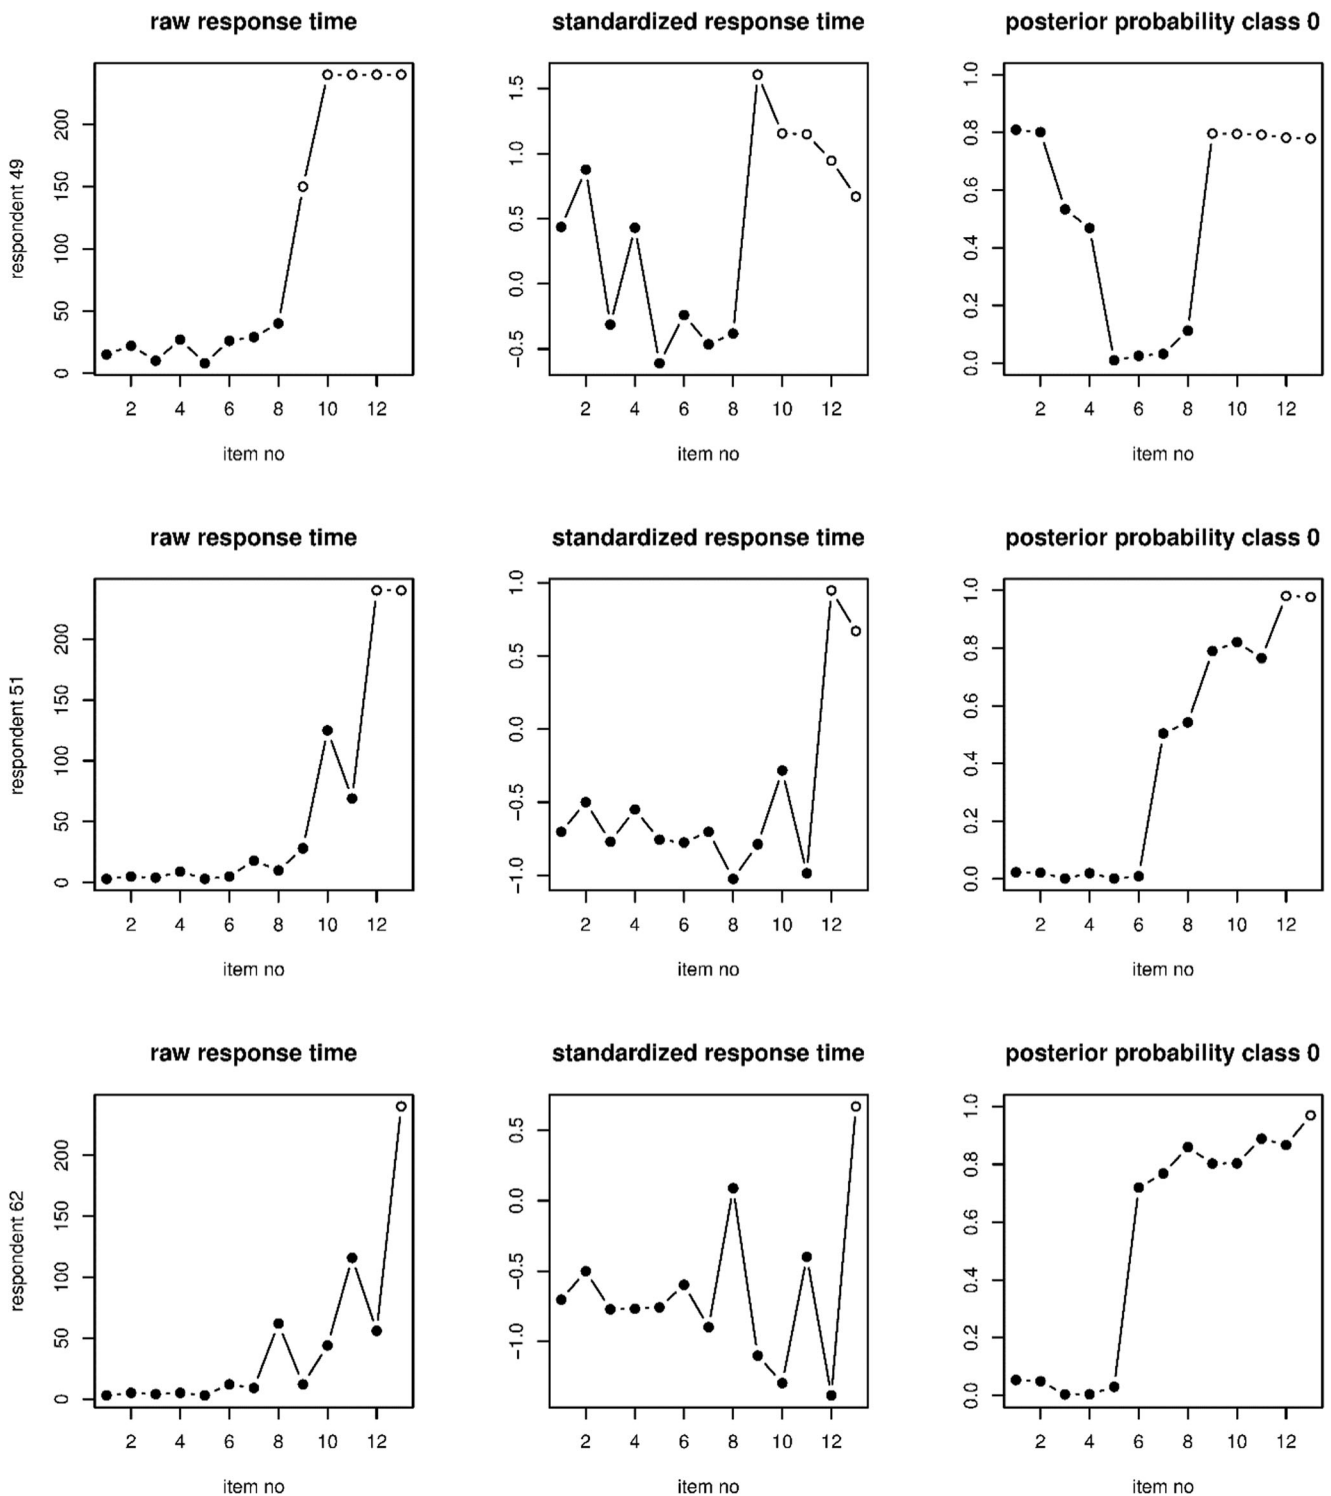 raw response time
standardized response time
posterior probability class 0
respondent 49
0 50 100 150 200
2 4 6 8 10 12
item no
−0.5 0.0 0.5 1.0 1.5
2 4 6 8 10 12
item no
0.0 0.2 0.4 0.6 0.8 1.0
2 4 6 8 10 12
item no
raw response time
standardized response time
posterior probability class 0
respondent 51
0 50 100 150 200
2 4 6 8 10 12
item no
−1.0 −0.5 0.0 0.5 1.0
2 4 6 8 10 12
item no
0.0 0.2 0.4 0.6 0.8 1.0
2 4 6 8 10 12
item no
raw response time
standardized response time
posterior probability class 0
respondent 62
0 50 100 150 200
2 4 6 8 10 12
item no
−1.0 −0.5 0.0 0.5
2 4 6 8 10 12
item no
0.0 0.2 0.4 0.6 0.8 1.0
2 4 6 8 10 12
item no